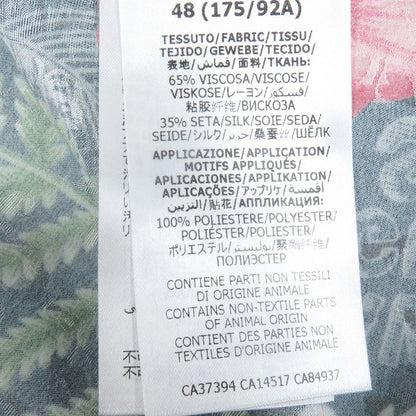 48 (175/92A)
TESSUTO/FABRIC/TISSU/
TEJIDO/GEWEBE/TECIDO/
表地/قماش/面料/ТКАНЬ:
65% VISCOSA/VISCOSE/
VISKOSE/レーヨン/فسكوز/
粘胶纤维/ВИСКОЗА
35% SETA/SILK/SOIE/SEDA/
SEIDE/シルク/حرير/桑蚕丝/ШЁЛК
APPLICAZIONE/APPLICATION/
MOTIFS APPLIQUÉS/
APLICACIONES/APPLIKATION/
APLICAÇÕES/アップリケ/أقمشة
التزيين/貼花/АППЛИКАЦИЯ:
100% POLIESTERE/POLYESTER/
POLIÉSTER/POLYESTER/
ポリエステル/بوليستر/聚酯纤维/
ПОЛИЭСТЕР
CONTIENE PARTI NON TESSILI
DI ORIGINE ANIMALE
CONTAINS NON-TEXTILE PARTS
OF ANIMAL ORIGIN
CONTIENT DES PARTIES NON
TEXTILES D'ORIGINE ANIMALE
CA37394 CA14517 CA84937